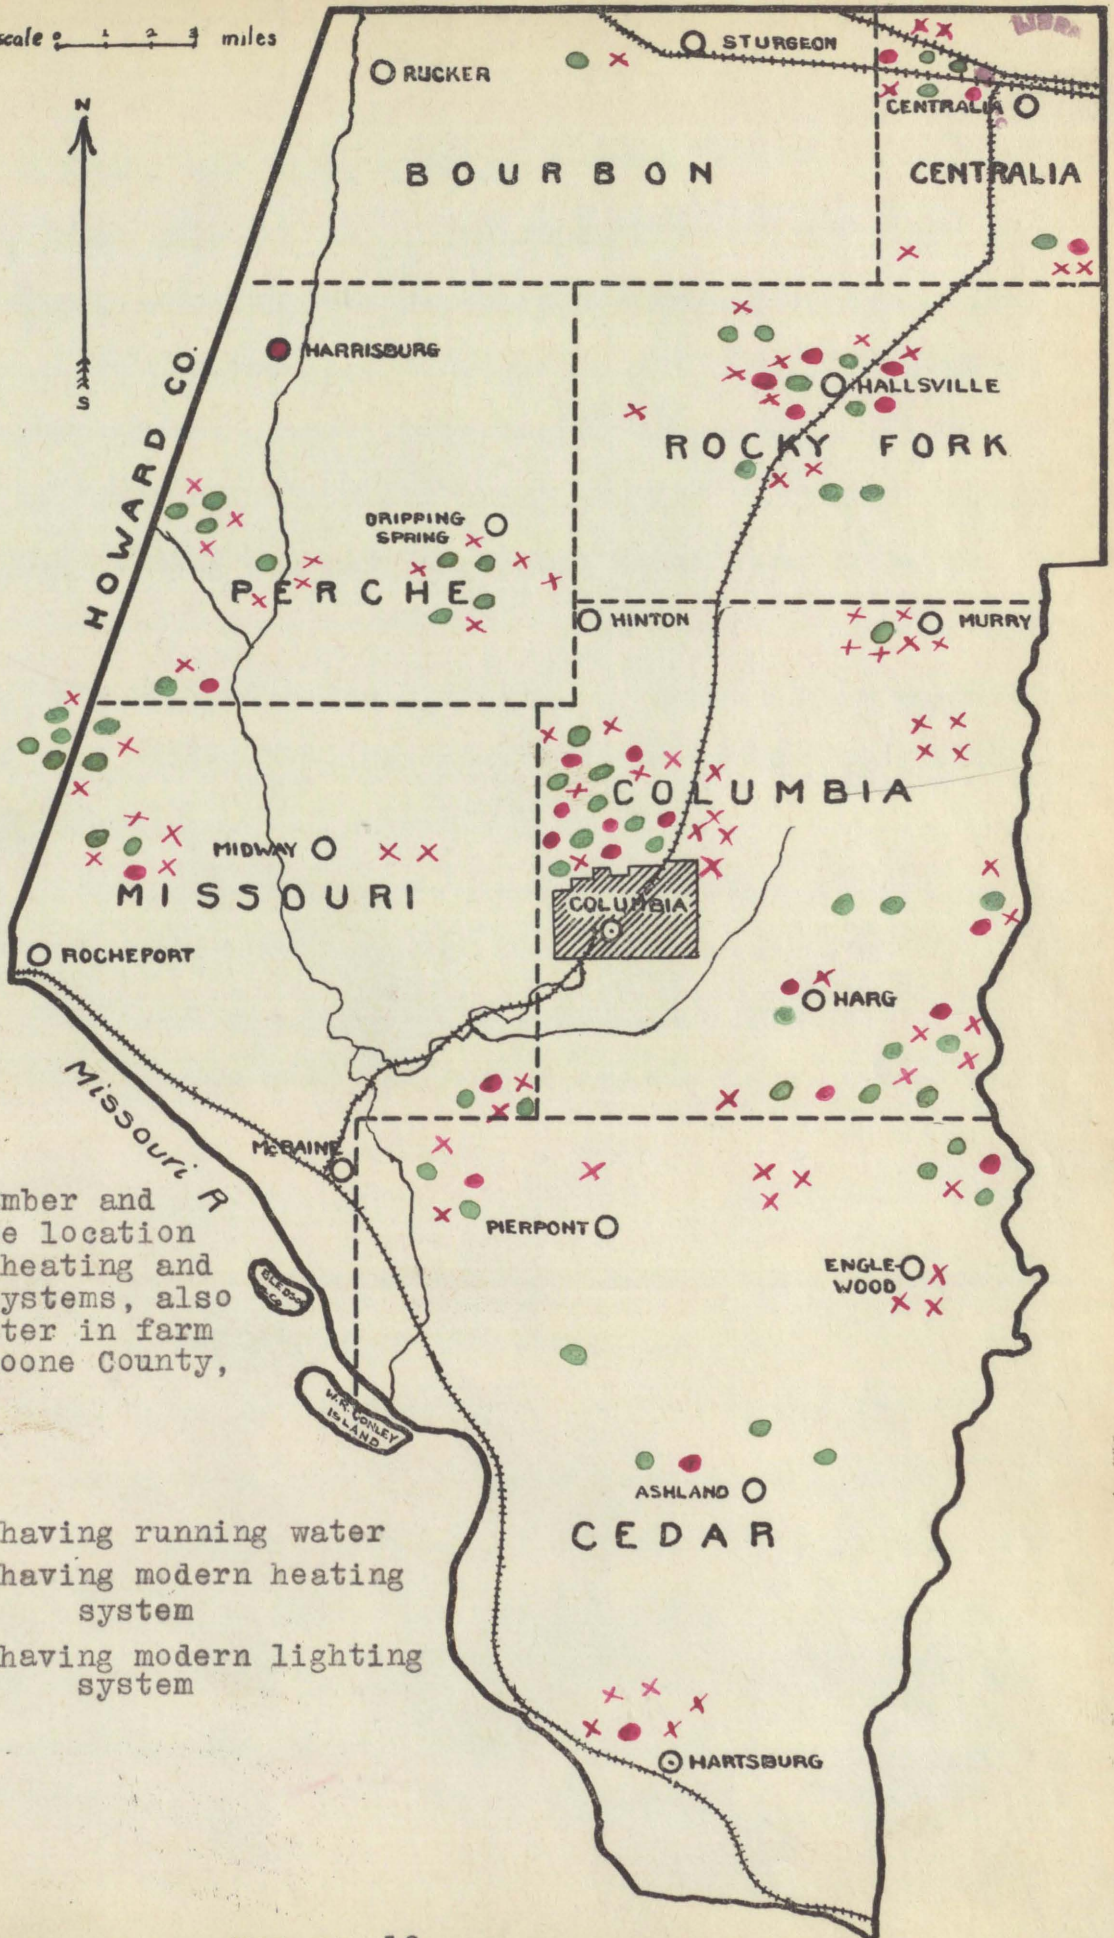 scale 0 1 2 3 miles
N
S
RUCKER
STURGEON
CENTRALIA
BOURBON
CENTRALIA
HARRISBURG
HOWARD CO.
HALLSVILLE
ROCKY FORK
DRIPPING
SPRING
PERCHE
HINTON
MURRY
COLUMBIA
MIDWAY
MISSOURI
COLUMBIA
ROCHEPORT
HARG
Missouri R
McBAINE
PIERPONT
ENGLE-
WOOD
mber and
e location
heating and
ystems, also
ter in farm
oone County,
W.R. CONLEY
ISLAND
ASHLAND
CEDAR
having running water
having modern heating
system
having modern lighting
system
HARTSBURG